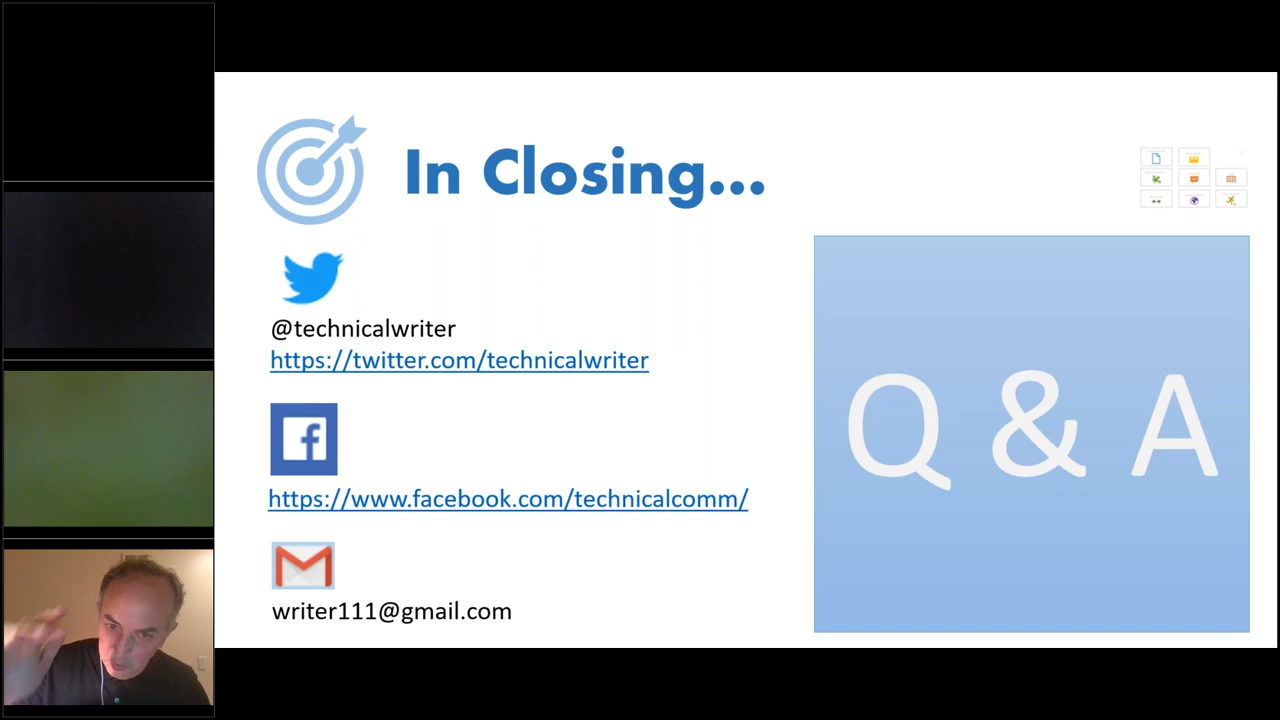 In Closing...
@technicalwriter
https://twitter.com/technicalwriter
https://www.facebook.com/technicalcomm/
writer111@gmail.com
Q & A